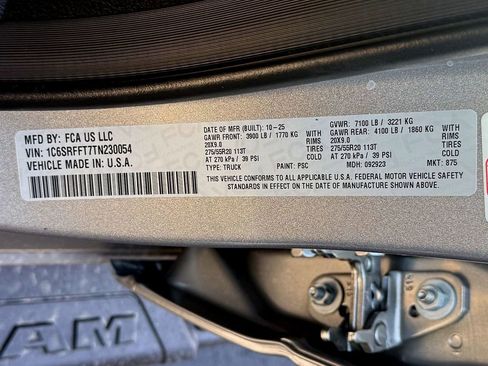 MFD BY: FCA US LLC
VIN: 1C6SRFFT7TN230054
VEHICLE MADE IN: U.S.A.
DATE OF MFR (BUILT): 10-25
GVWR: 7100 LB / 3221 KG
GAWR FRONT: 3900 LB / 1770 KG
WITH TIRES
GAWR REAR: 4100 LB / 1860 KG
WITH TIRES
20X9.0
RIMS
20X9.0
275/55R20 113T
275/55R20 113T
AT 270 kPa / 39 PSI
AT 270 kPa / 39 PSI
TYPE: TRUCK
PAINT: PSC
MDH: 092923
MKT: 875
THIS VEHICLE CONFORMS TO ALL APPLICABLE U.S.A. FEDERAL MOTOR VEHICLE SAFETY
STANDARDS IN EFFECT ON THE DATE OF MANUFACTURE SHOWN ABOVE.
AM